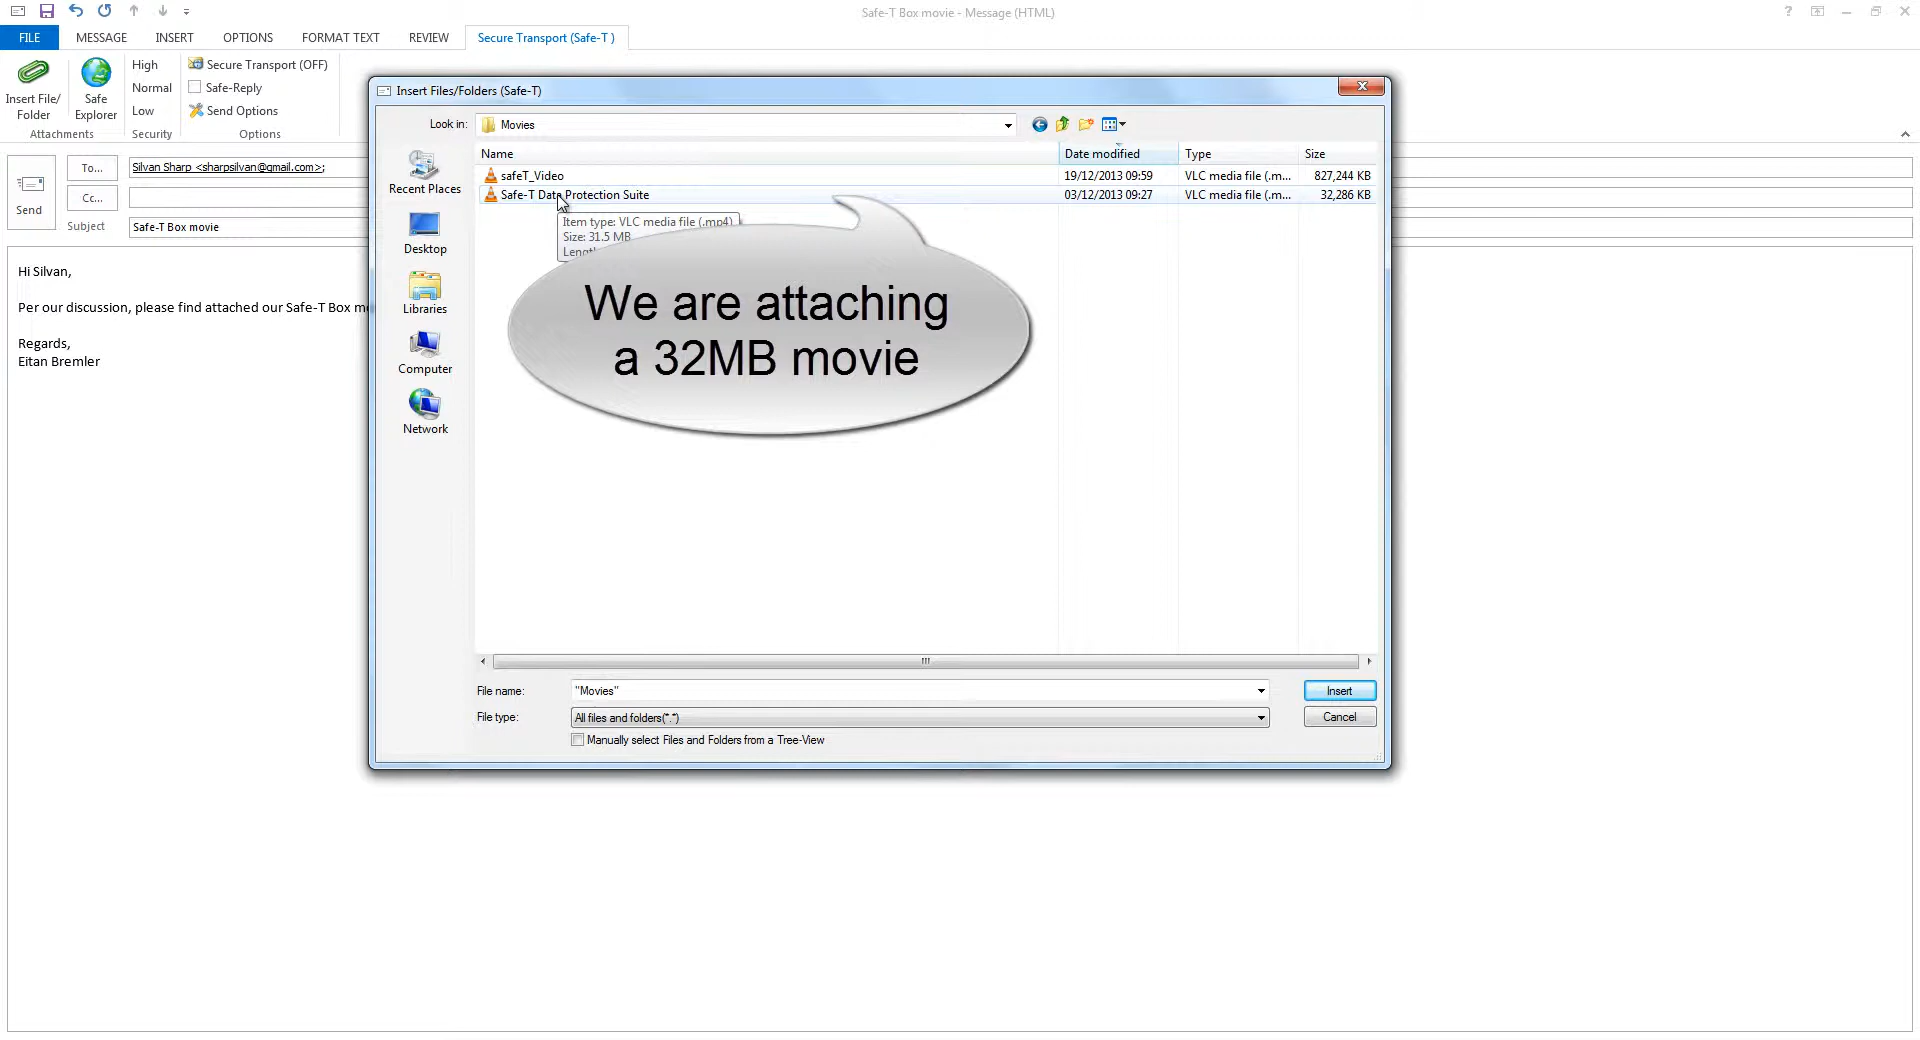 Safe-T Box movie - Message (HTML)
FILE
MESSAGE
INSERT
OPTIONS
FORMAT TEXT
REVIEW
Secure Transport (Safe-T )
Insert File/
Folder
Safe
Explorer
Attachments
High
Normal
Low
Security
Secure Transport (OFF)
Safe-Reply
Send Options
Options
Send
To...
Silvan Sharp <sharpsilvan@gmail.com>;
Cc...
Subject
Safe-T Box movie
Hi Silvan,
Per our discussion, please find attached our Safe-T Box
Regards,
Eitan Bremler
Insert Files/Folders (Safe-T)
Look in:
Movies
Recent Places
Desktop
Libraries
Computer
Network
Name
Date modified
Type
Size
safeT_Video
19/12/2013 09:59
VLC media file (.m...
827,244 KB
Safe-T Data Protection Suite
03/12/2013 09:27
VLC media file (.m...
32,286 KB
Item type: VLC media file (.mp4)
Size: 31.5 MB
We are attaching
a 32MB movie
File name:
"Movies"
Insert
File type:
All files and folders(*.*)
Cancel
Manually select Files and Folders from a Tree-View